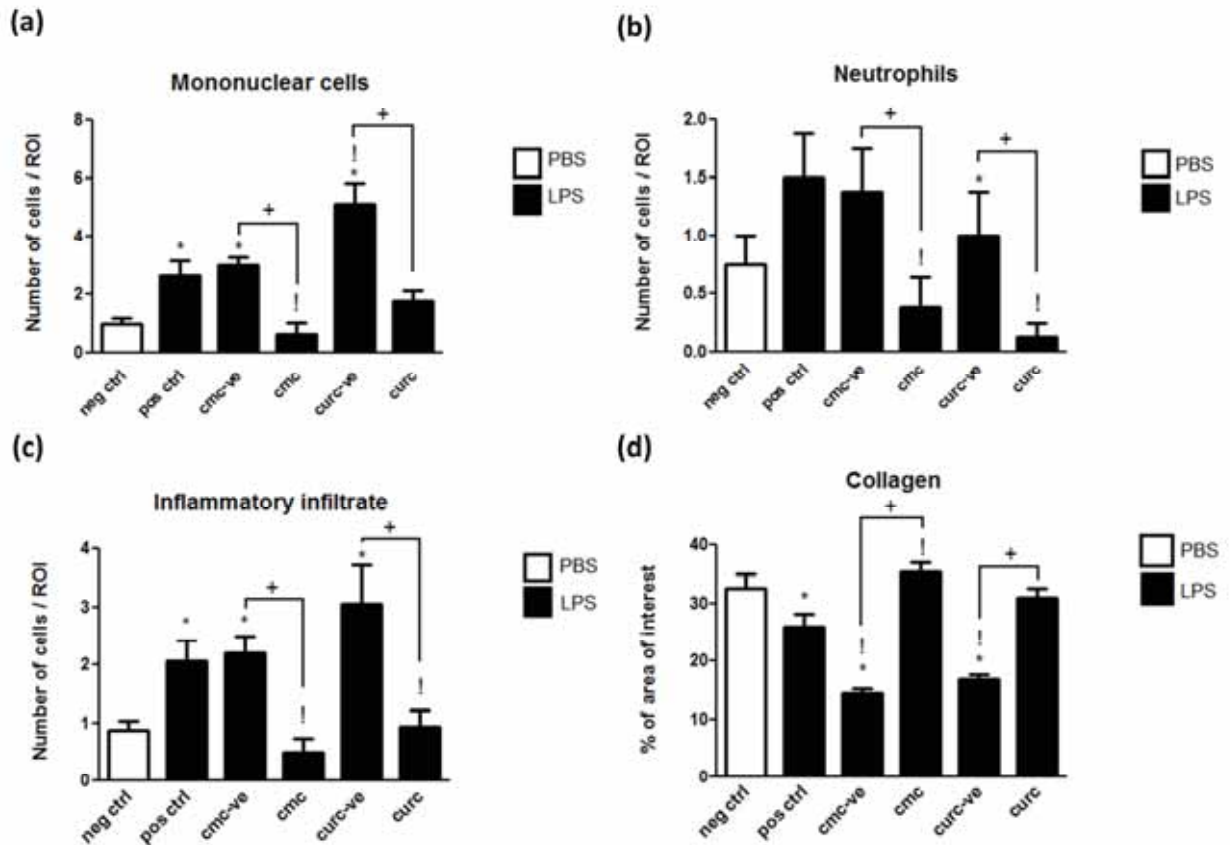 (a)
Mononuclear cells
Number of cells / ROI
8
6
4
2
0
+
+
*
*
!
!
*
neg ctrl
pos ctrl
cmc-ve
cmc
curc-ve
curc
PBS
LPS
(b)
Neutrophils
Number of cells / ROI
2.0
1.5
1.0
0.5
0.0
+
+
!
*
!
neg ctrl
pos ctrl
cmc-ve
cmc
curc-ve
curc
PBS
LPS
(c)
Inflammatory infiltrate
Number of cells / ROI
4
3
2
1
0
+
+
*
*
!
*
!
neg ctrl
pos ctrl
cmc-ve
cmc
curc-ve
curc
PBS
LPS
(d)
Collagen
% of area of interest
40
30
20
10
0
+
+
*
!
*
!
!
*
neg ctrl
pos ctrl
cmc-ve
cmc
curc-ve
curc
PBS
LPS